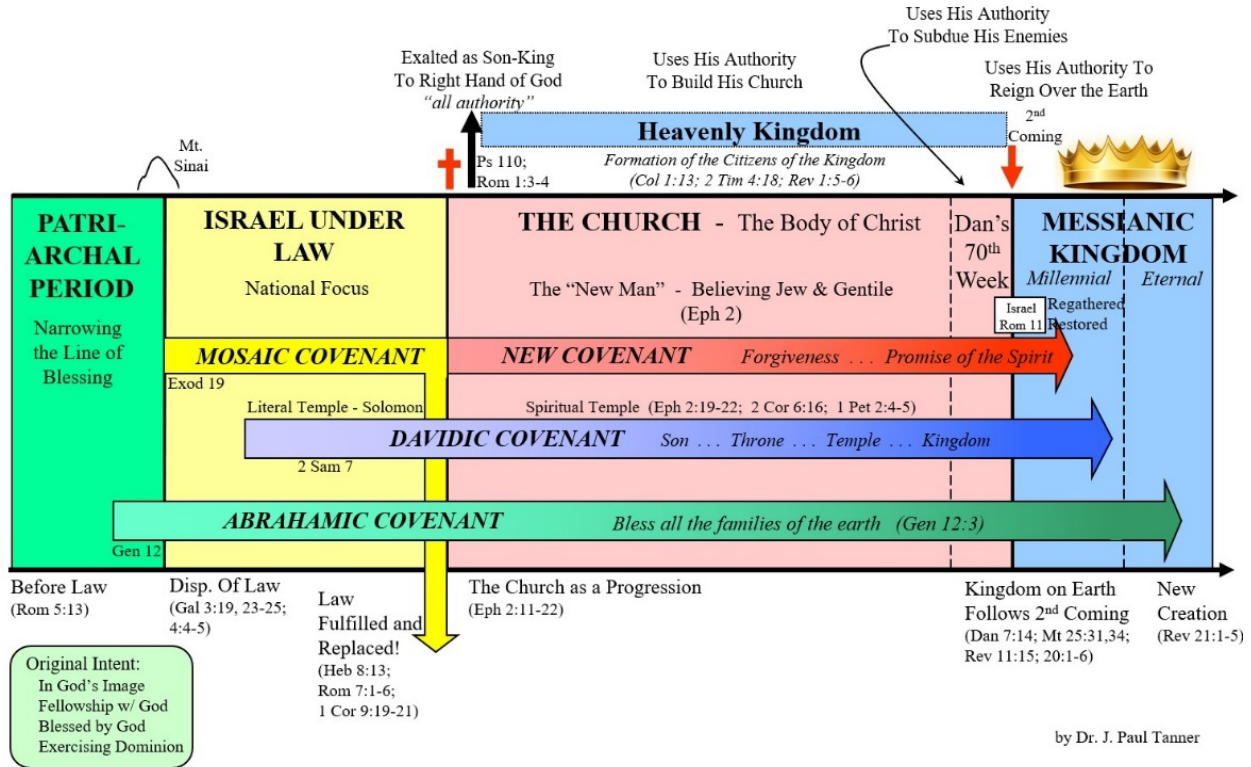 Uses His Authority
To Subdue His Enemies
Exalted as Son-King
To Right Hand of God
"all authority"
Uses His Authority
To Build His Church
Uses His Authority To
Reign Over the Earth
2nd
Coming
Mt.
Sinai
Ps 110;
Rom 1:3-4
Heavenly Kingdom
Formation of the Citizens of the Kingdom
(Col 1:13; 2 Tim 4:18; Rev 1:5-6)
PATRI-
ARCHAL
PERIOD
Narrowing
the Line of
Blessing
ISRAEL UNDER
LAW
National Focus
THE CHURCH - The Body of Christ
The "New Man" - Believing Jew & Gentile
(Eph 2)
Dan's
70th
Week
MESSIANIC
KINGDOM
Millennial
Eternal
Israel
Rom 11
Regathered
Restored
MOSAIC COVENANT
Exod 19
NEW COVENANT Forgiveness . . . Promise of the Spirit
Literal Temple - Solomon
Spiritual Temple (Eph 2:19-22; 2 Cor 6:16; 1 Pet 2:4-5)
DAVIDIC COVENANT Son . . . Throne . . . Temple . . . Kingdom
2 Sam 7
ABRAHAMIC COVENANT Bless all the families of the earth (Gen 12:3)
Gen 12
Before Law
(Rom 5:13)
Disp. Of Law
(Gal 3:19, 23-25;
4:4-5)
Law
Fulfilled and
Replaced!
(Heb 8:13;
Rom 7:1-6;
1 Cor 9:19-21)
The Church as a Progression
(Eph 2:11-22)
Kingdom on Earth
Follows 2nd Coming
(Dan 7:14; Mt 25:31,34;
Rev 11:15; 20:1-6)
New
Creation
(Rev 21:1-5)
Original Intent:
In God's Image
Fellowship w/ God
Blessed by God
Exercising Dominion
by Dr. J. Paul Tanner